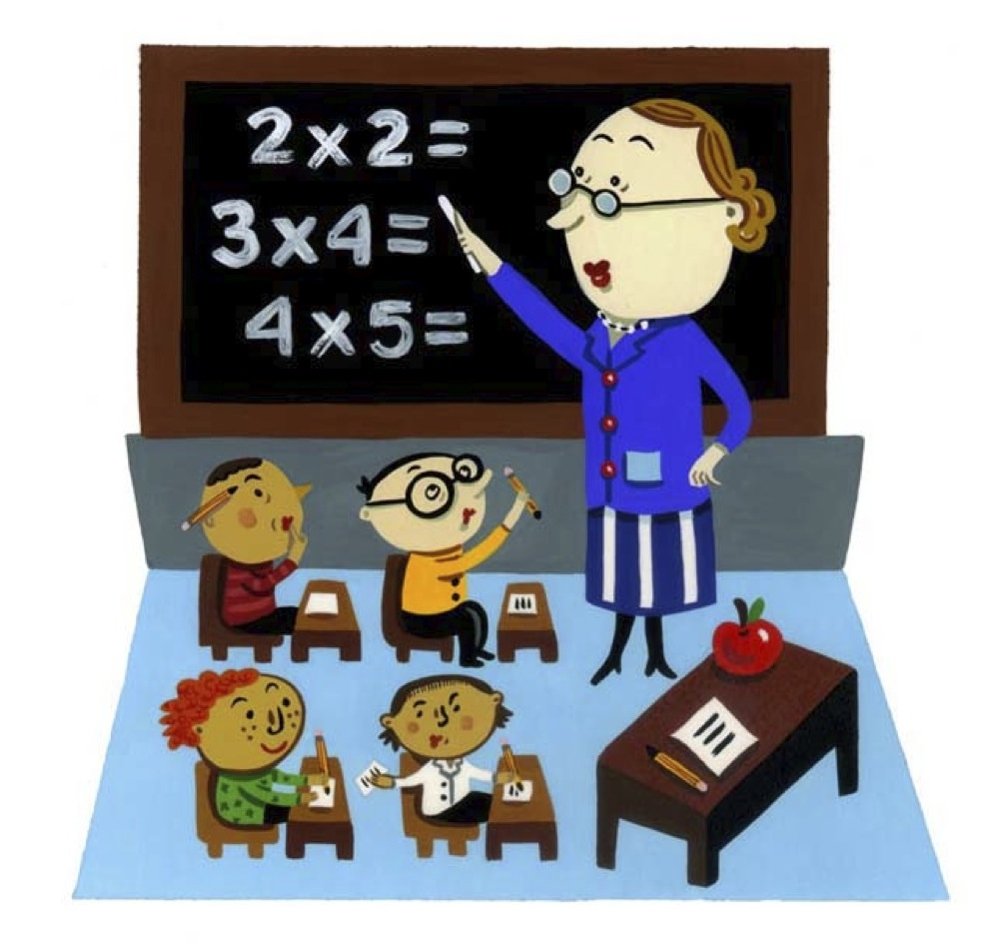 2x2=
3x4=
4x5=